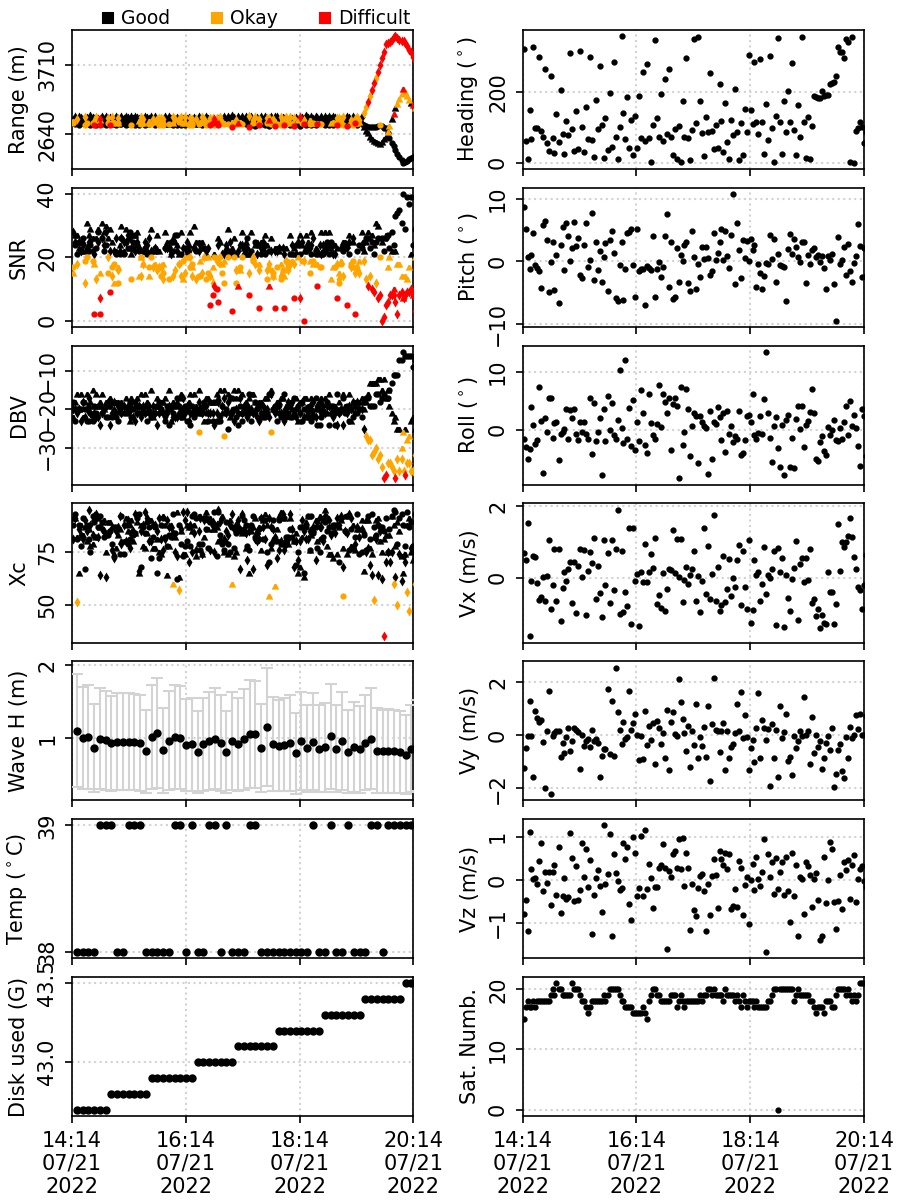 Good Okay Difficult
Range (m)
3710
2640
Heading (°)
200
0
SNR
40
20
0
Pitch (°)
10
0
−10
DBV
−10
−20
−30
Roll (°)
10
0
Xc
75
50
Vx (m/s)
2
0
Wave H (m)
2
1
Vy (m/s)
2
0
−2
Temp (°C)
39
38
Vz (m/s)
1
0
−1
Disk used (G)
43.5
43.0
Sat. Numb.
20
10
0
14:14 16:14 18:14 20:14 14:14 16:14 18:14 20:14
07/21 07/21 07/21 07/21 07/21 07/21 07/21 07/21
2022 2022 2022 2022 2022 2022 2022 2022